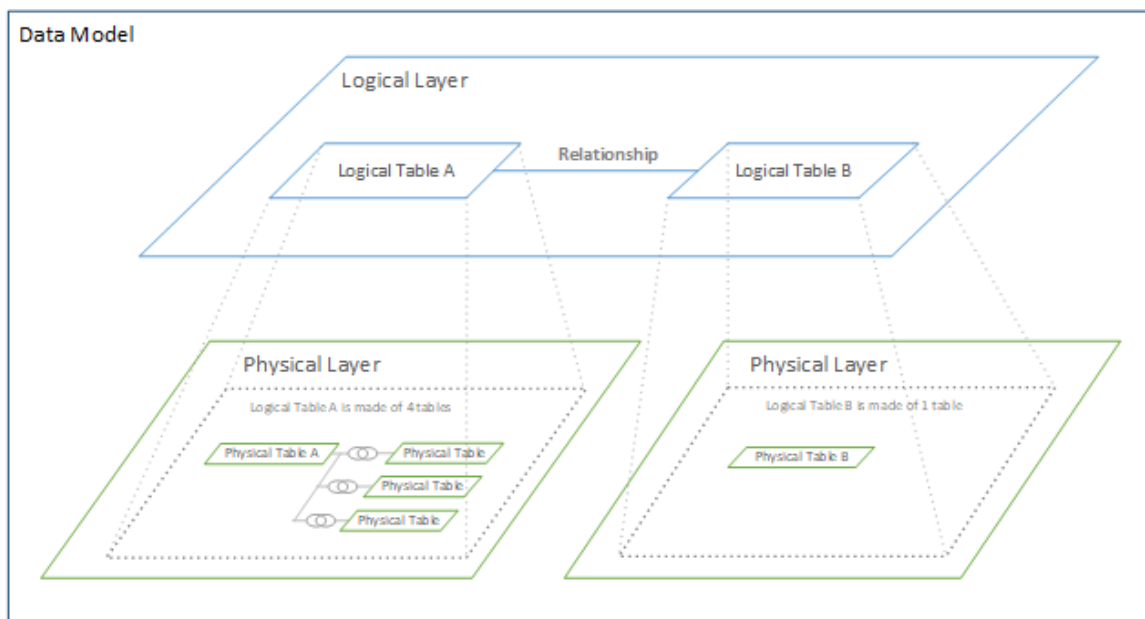 Data Model
Logical Layer
Logical Table A
Relationship
Logical Table B
Physical Layer
Logical Table A is made of 4 tables
Physical Table A
Physical Table
Physical Table
Physical Table
Physical Layer
Logical Table B is made of 1 table
Physical Table B